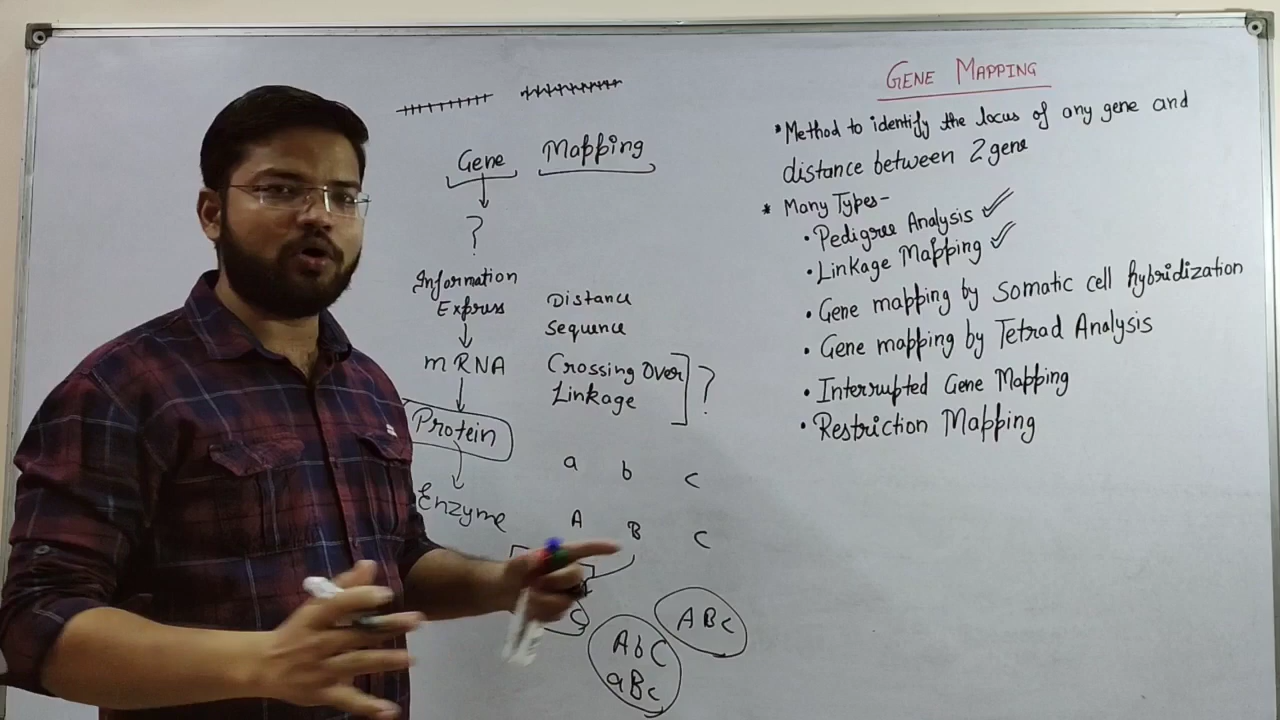 Gene Mapping
?
Information
Express
mRNA
Protein
Enzyme
Distance
Sequence
Crossing Over
Linkage
?
a b c
A B c
AbC
aBc
ABc
GENE MAPPING
* Method to identify the locus of any gene and
distance between 2 gene
* Many Types-
• Pedigree Analysis ✓
• Linkage Mapping ✓
• Gene mapping by Somatic cell hybridization
• Gene mapping by Tetrad Analysis
• Interrupted Gene Mapping
• Restriction Mapping